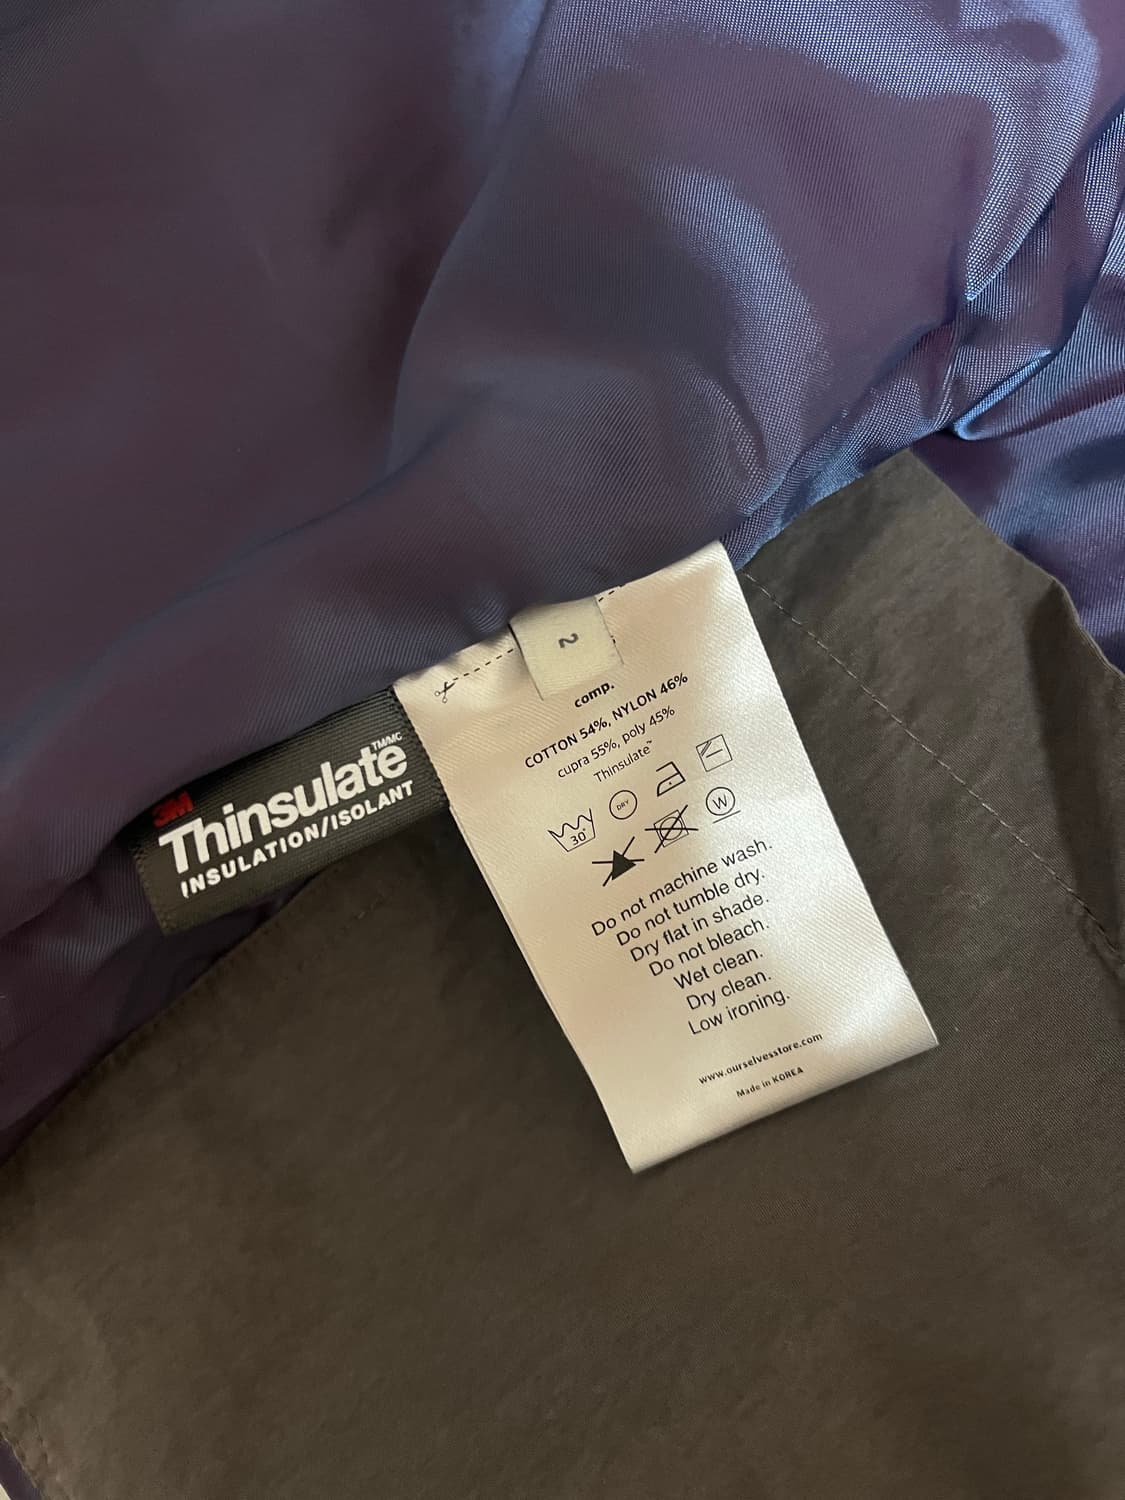 3M
Thinsulate TM/MC
INSULATION/ISOLANT
2
comp.
COTTON 54%, NYLON 46%
cupra 55%, poly 45%
Thinsulate™
30°
DRY
W
Do not machine wash.
Do not tumble dry.
Dry flat in shade.
Do not bleach.
Wet clean.
Dry clean.
Low ironing.
www.ourselvesstore.com
Made in KOREA